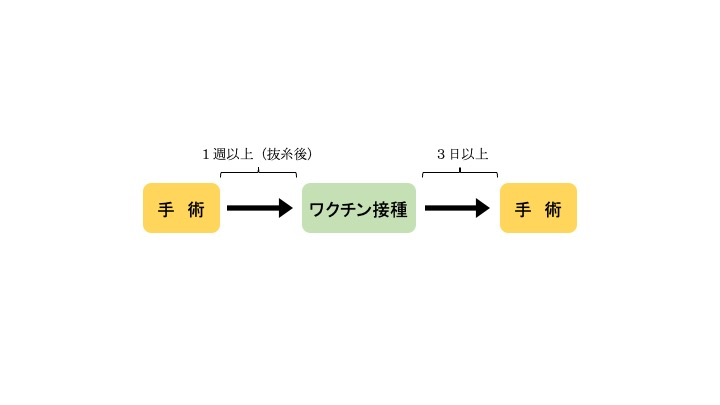 １週以上（抜糸後）
３日以上
手　術
ワクチン接種
手　術